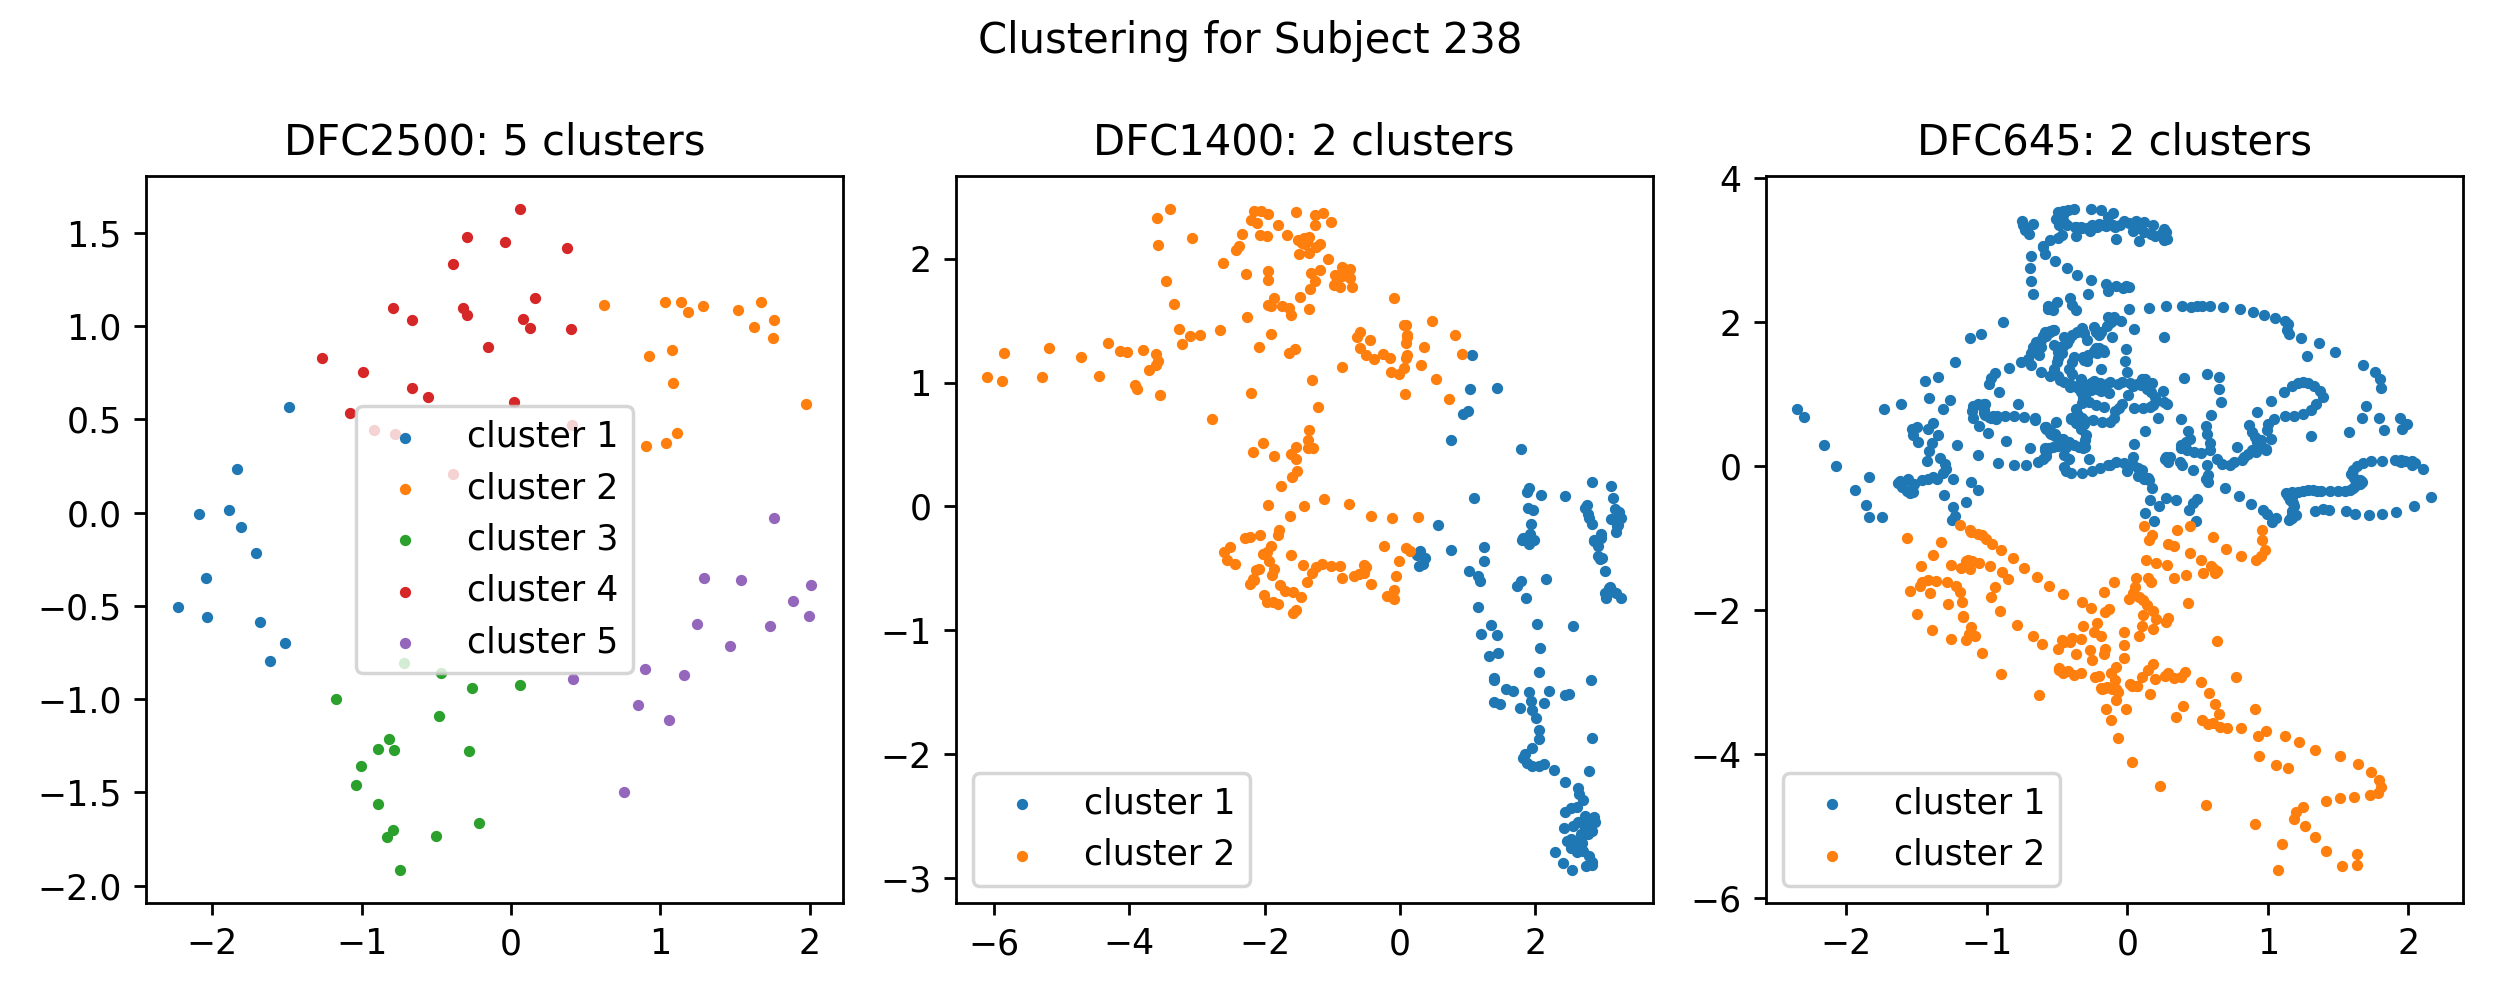 Clustering for Subject 238
DFC2500: 5 clusters
1.5
1.0
0.5
0.0
−0.5
−1.0
−1.5
−2.0
−2 −1 0 1 2
cluster 1
cluster 2
cluster 3
cluster 4
cluster 5
DFC1400: 2 clusters
2
1
0
−1
−2
−3
−6 −4 −2 0 2
cluster 1
cluster 2
DFC645: 2 clusters
4
2
0
−2
−4
−6
−2 −1 0 1 2
cluster 1
cluster 2